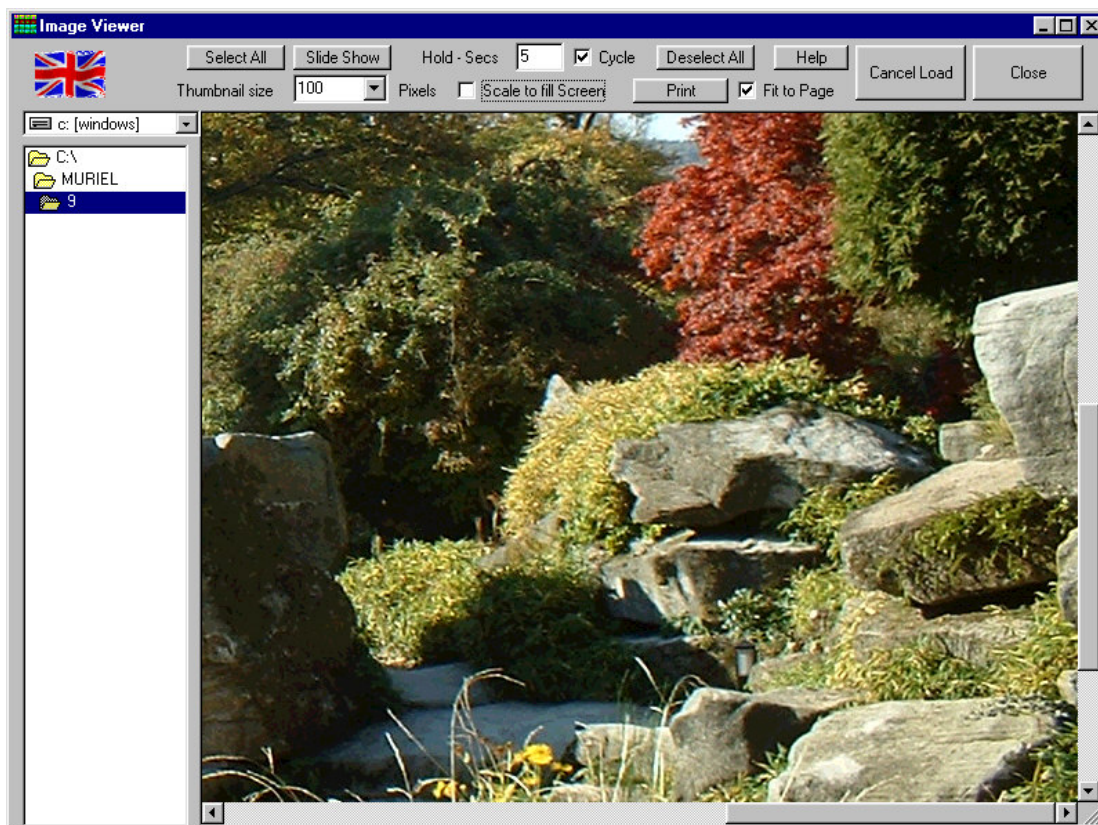 Image Viewer
Select All Slide Show Hold - Secs 5 Cycle Deselect All Help Cancel Load Close
Thumbnail size 100 Pixels Scale to fill Screen Print Fit to Page
c: [windows]
C:\
MURIEL
9